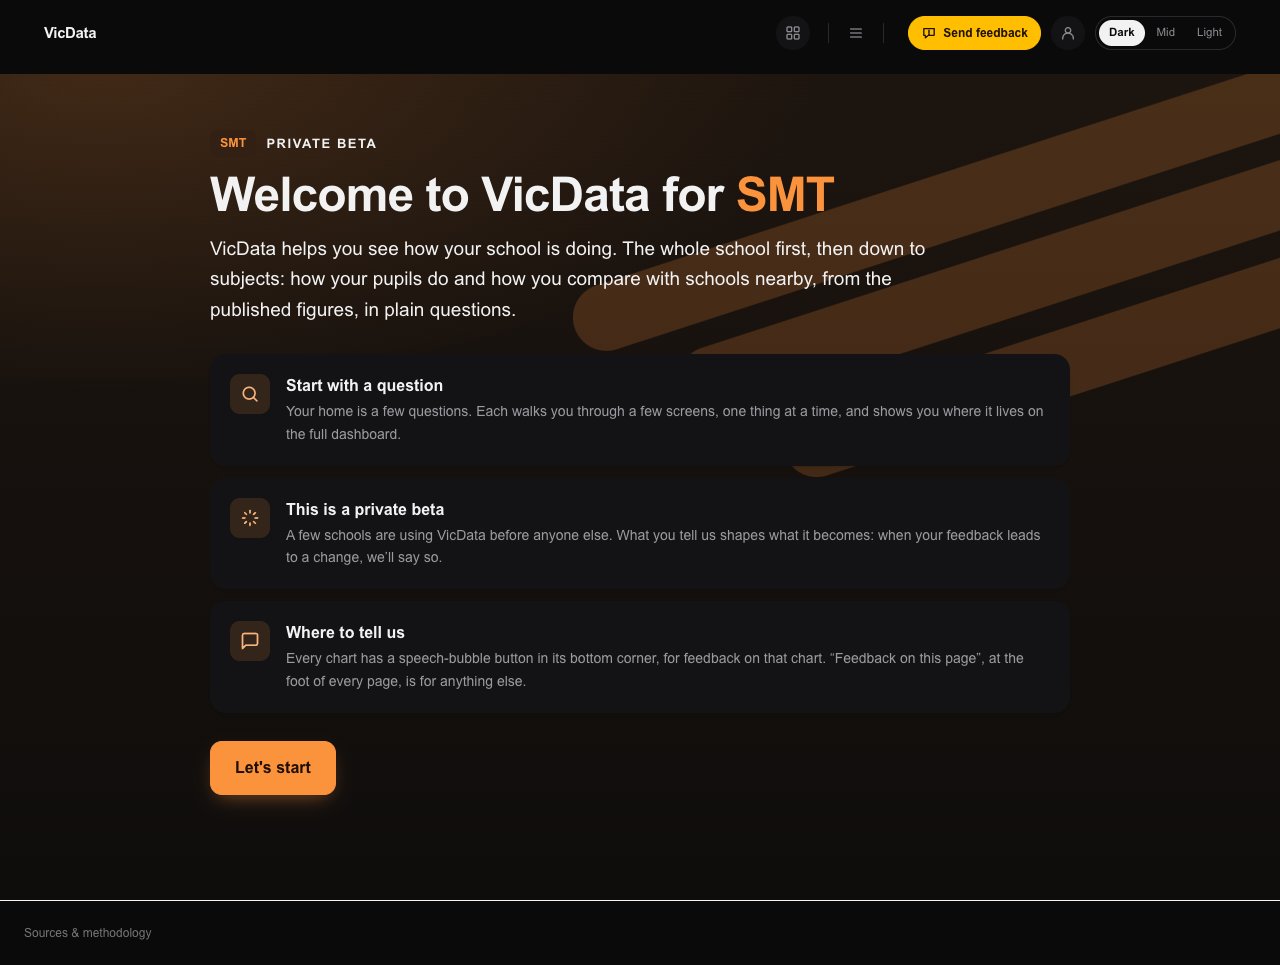 VicData
Send feedback
Dark Mid Light
SMT PRIVATE BETA
Welcome to VicData for SMT
VicData helps you see how your school is doing. The whole school first, then down to
subjects: how your pupils do and how you compare with schools nearby, from the
published figures, in plain questions.
Start with a question
Your home is a few questions. Each walks you through a few screens, one thing at a time, and shows you where it lives on
the full dashboard.
This is a private beta
A few schools are using VicData before anyone else. What you tell us shapes what it becomes: when your feedback leads
to a change, we’ll say so.
Where to tell us
Every chart has a speech-bubble button in its bottom corner, for feedback on that chart. “Feedback on this page”, at the
foot of every page, is for anything else.
Let's start
Sources & methodology